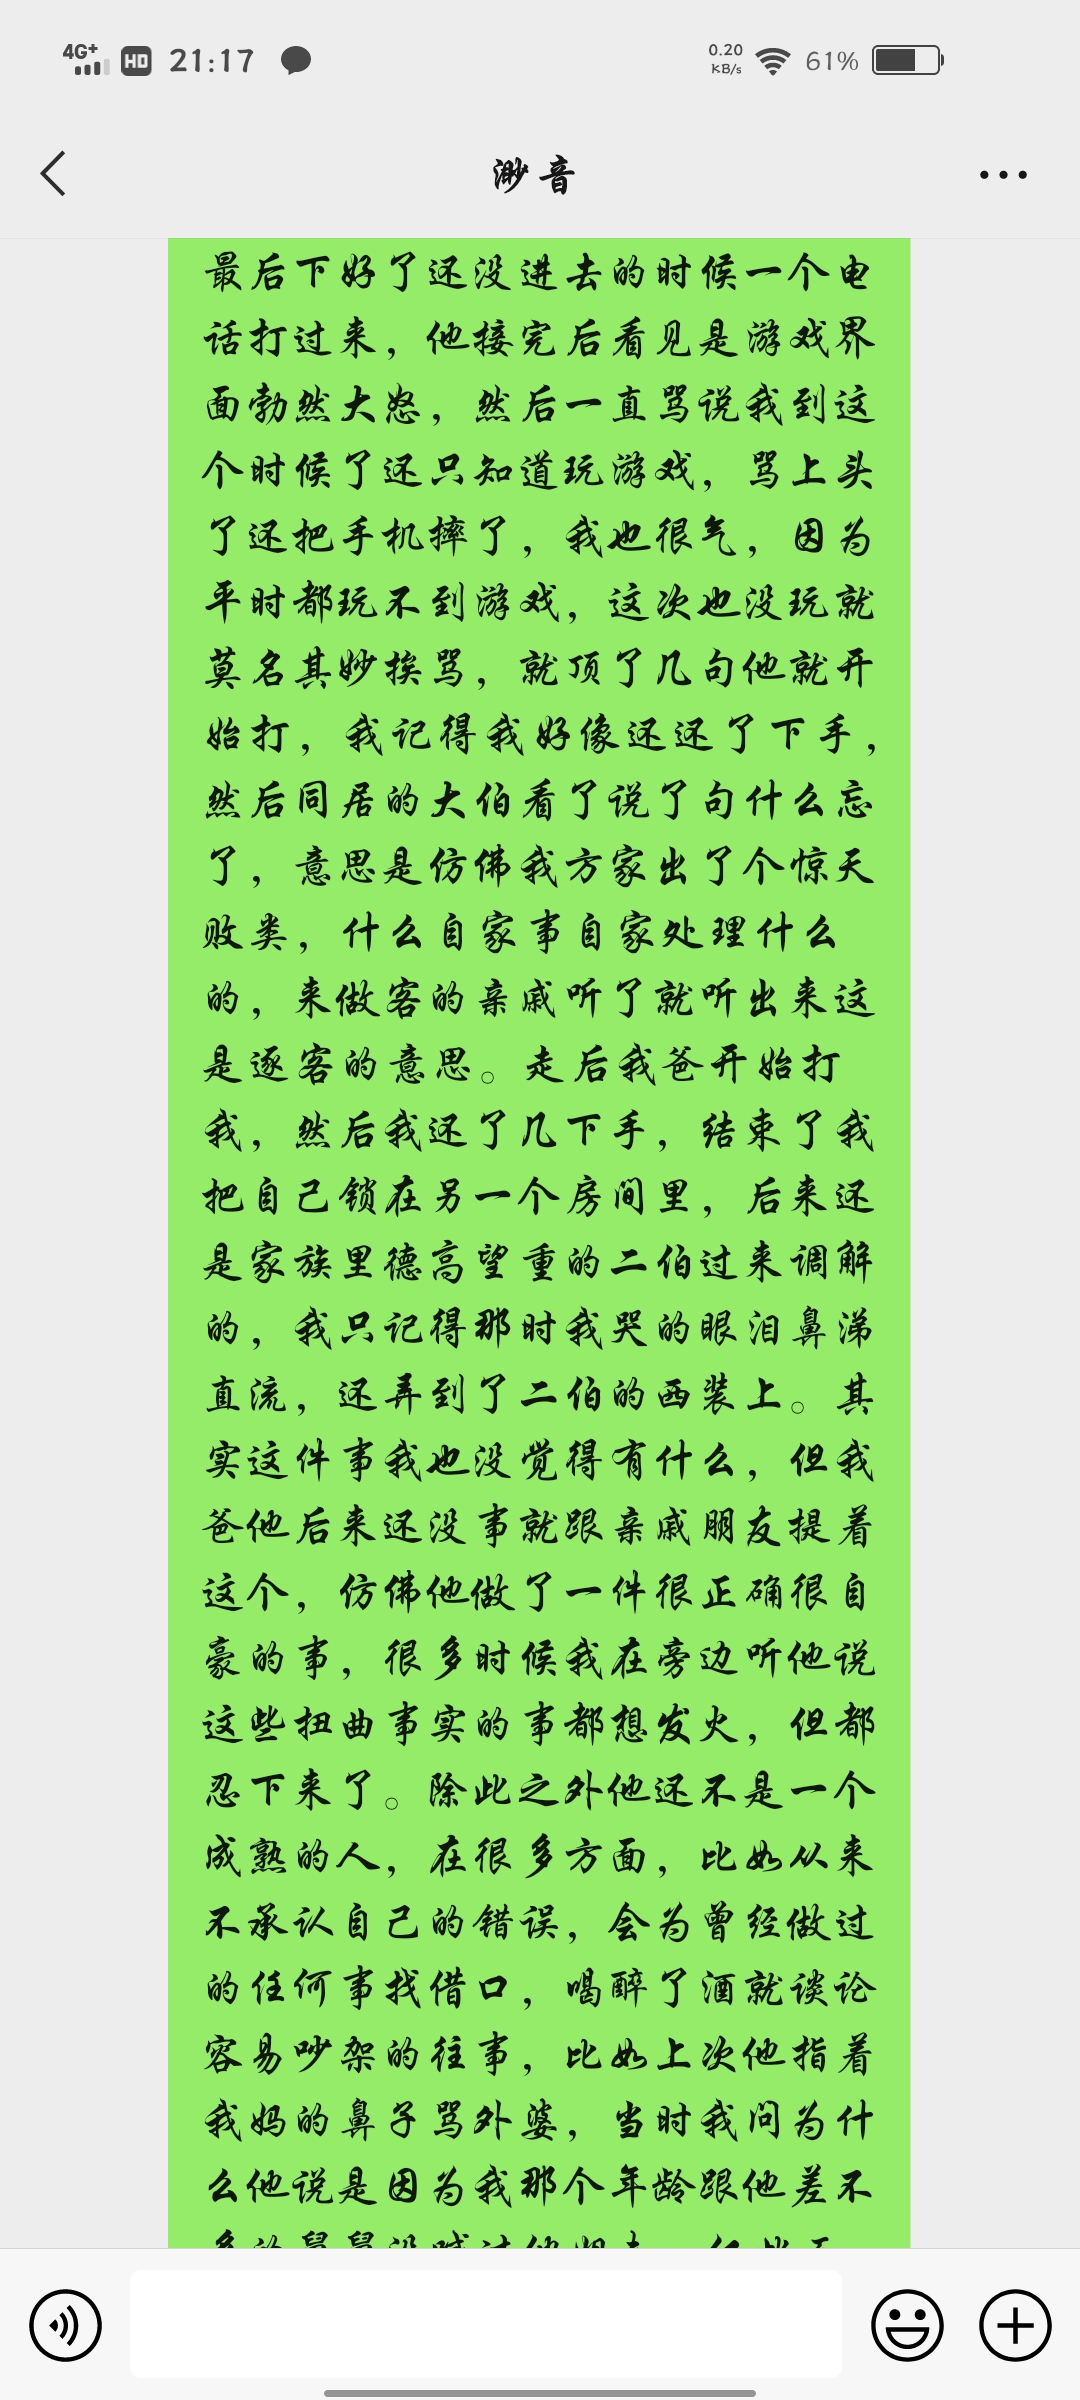 4G+ HD 21:17 0.20 KB/s 61%
渺音
最后下好了还没进去的时候一个电
话打过来，他接完后看见是游戏界
面勃然大怒，然后一直骂说我到这
个时候了还只知道玩游戏，骂上头
了还把手机摔了，我也很气，因为
平时都玩不到游戏，这次也没玩就
莫名其妙挨骂，就顶了几句他就开
始打，我记得我好像还还了下手，
然后同居的大伯看了说了句什么忘
了，意思是仿佛我方家出了个惊天
败类，什么自家事自家处理什么
的，来做客的亲戚听了就听出来这
是逐客的意思。走后我爸开始打
我，然后我还了几下手，结束了我
把自己锁在另一个房间里，后来还
是家族里德高望重的二伯过来调解
的，我只记得那时我哭的眼泪鼻涕
直流，还弄到了二伯的西装上。其
实这件事我也没觉得有什么，但我
爸他后来还没事就跟亲戚朋友提着
这个，仿佛他做了一件很正确很自
豪的事，很多时候我在旁边听他说
这些扭曲事实的事都想发火，但都
忍下来了。除此之外他还不是一个
成熟的人，在很多方面，比如从来
不承认自己的错误，会为曾经做过
的任何事找借口，喝醉了酒就谈论
容易吵架的往事，比如上次他指着
我妈的鼻子骂外婆，当时我问为什
么他说是因为我那个年龄跟他差不
多的舅舅没喊过他姐夫，